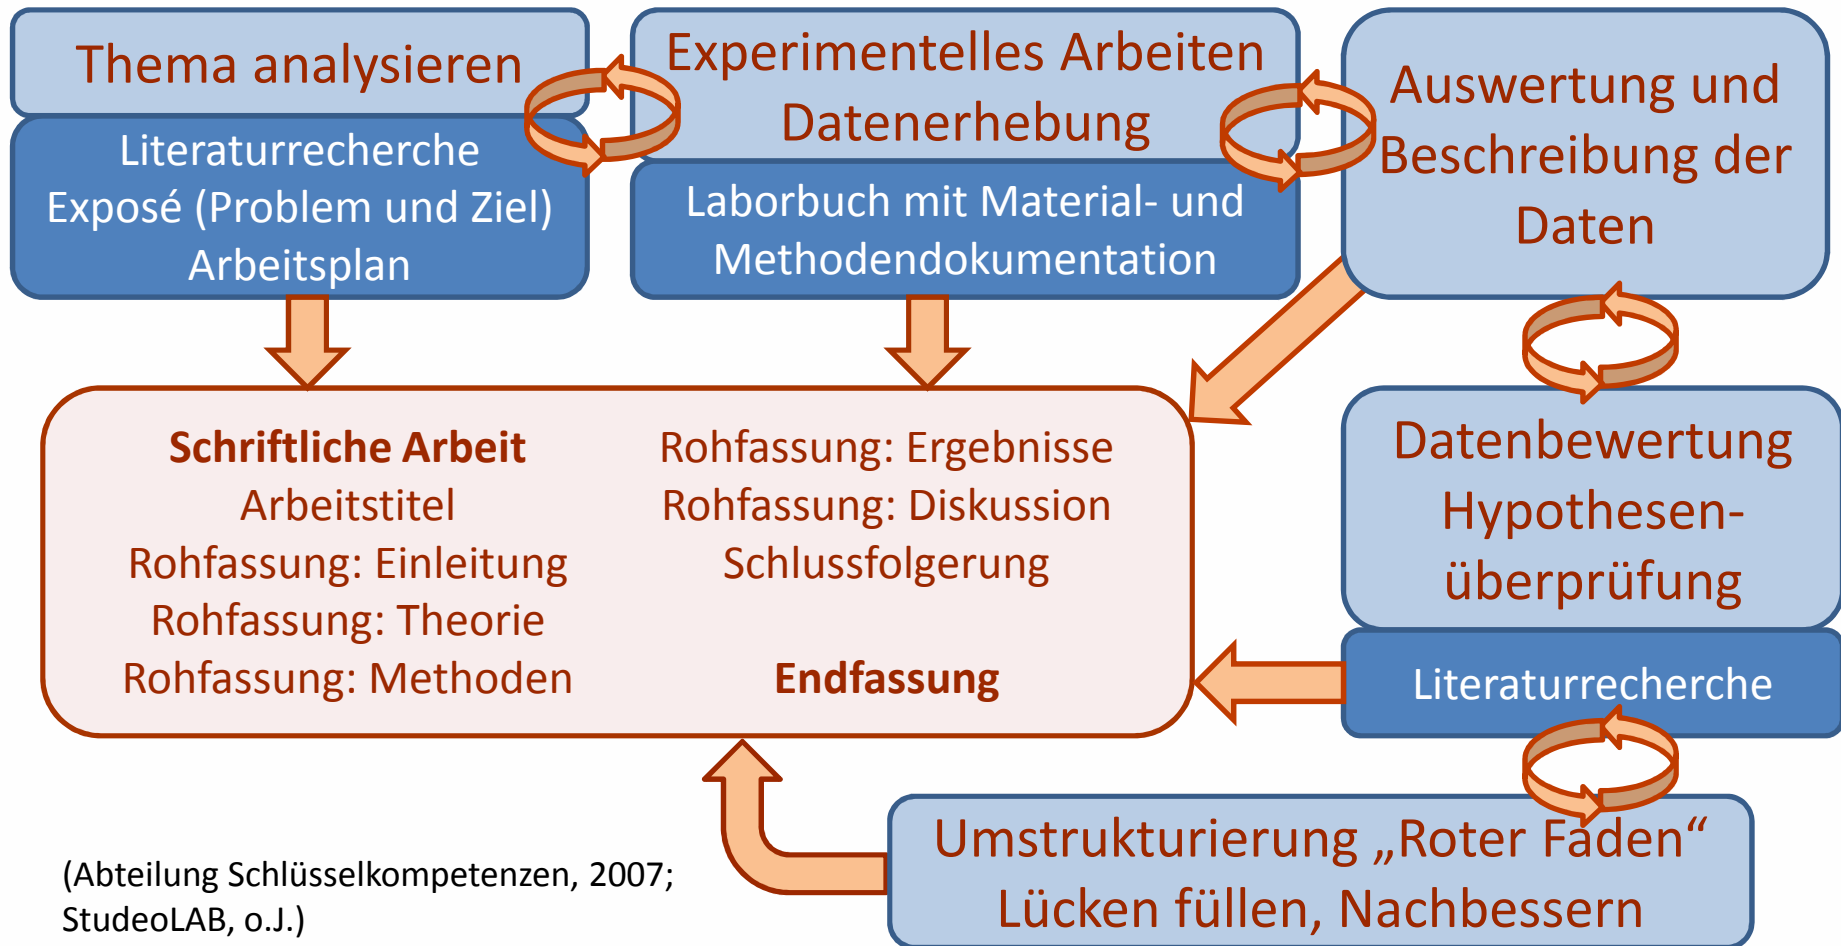 Thema analysieren
Literaturrecherche
Exposé (Problem und Ziel)
Arbeitsplan
Experimentelles Arbeiten
Datenerhebung
Laborbuch mit Material- und
Methodendokumentation
Auswertung und
Beschreibung der
Daten
Schriftliche Arbeit
Arbeitstitel
Rohfassung: Einleitung
Rohfassung: Theorie
Rohfassung: Methoden
Rohfassung: Ergebnisse
Rohfassung: Diskussion
Schlussfolgerung
Endfassung
Datenbewertung
Hypothesen-
überprüfung
Literaturrecherche
Umstrukturierung „Roter Faden“
Lücken füllen, Nachbessern
(Abteilung Schlüsselkompetenzen, 2007;
StudeoLAB, o.J.)